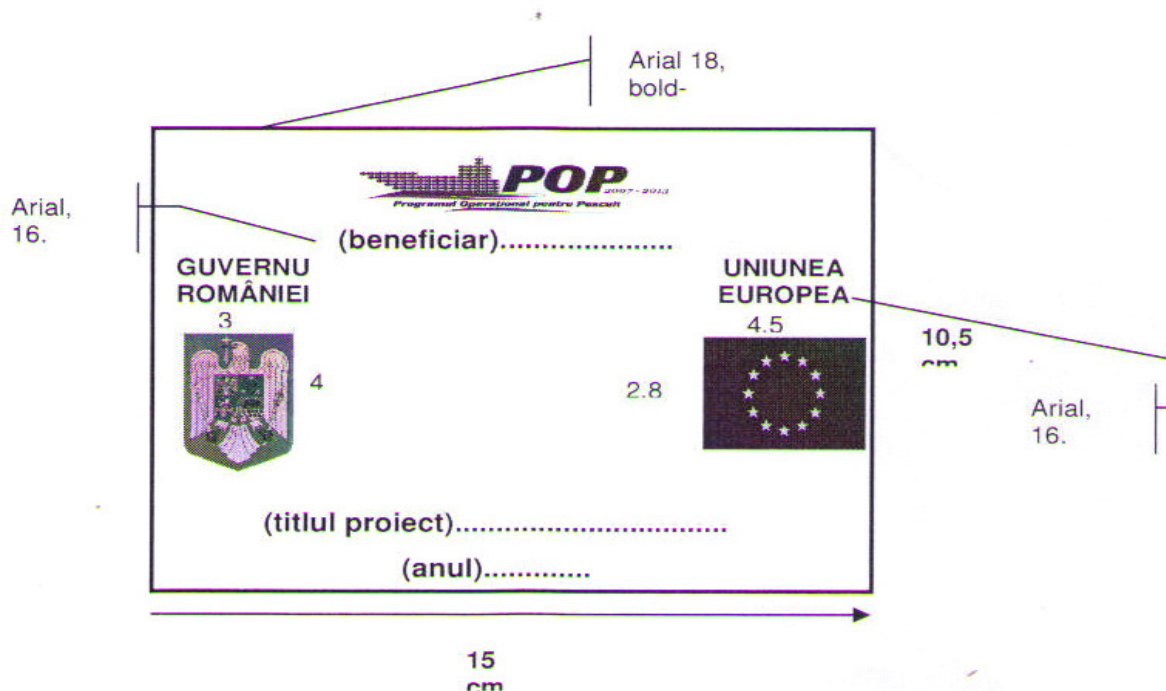 Arial 18,
bold-
POP
2007 - 2013
Programul Operaţional pentru Pescuit
Arial,
16.
(beneficiar).....................
GUVERNU
ROMÂNIEI
UNIUNEA
EUROPEA
3
4
4.5
2.8
10,5
cm
Arial,
16.
(titlul proiect).................................
(anul).............
15
cm